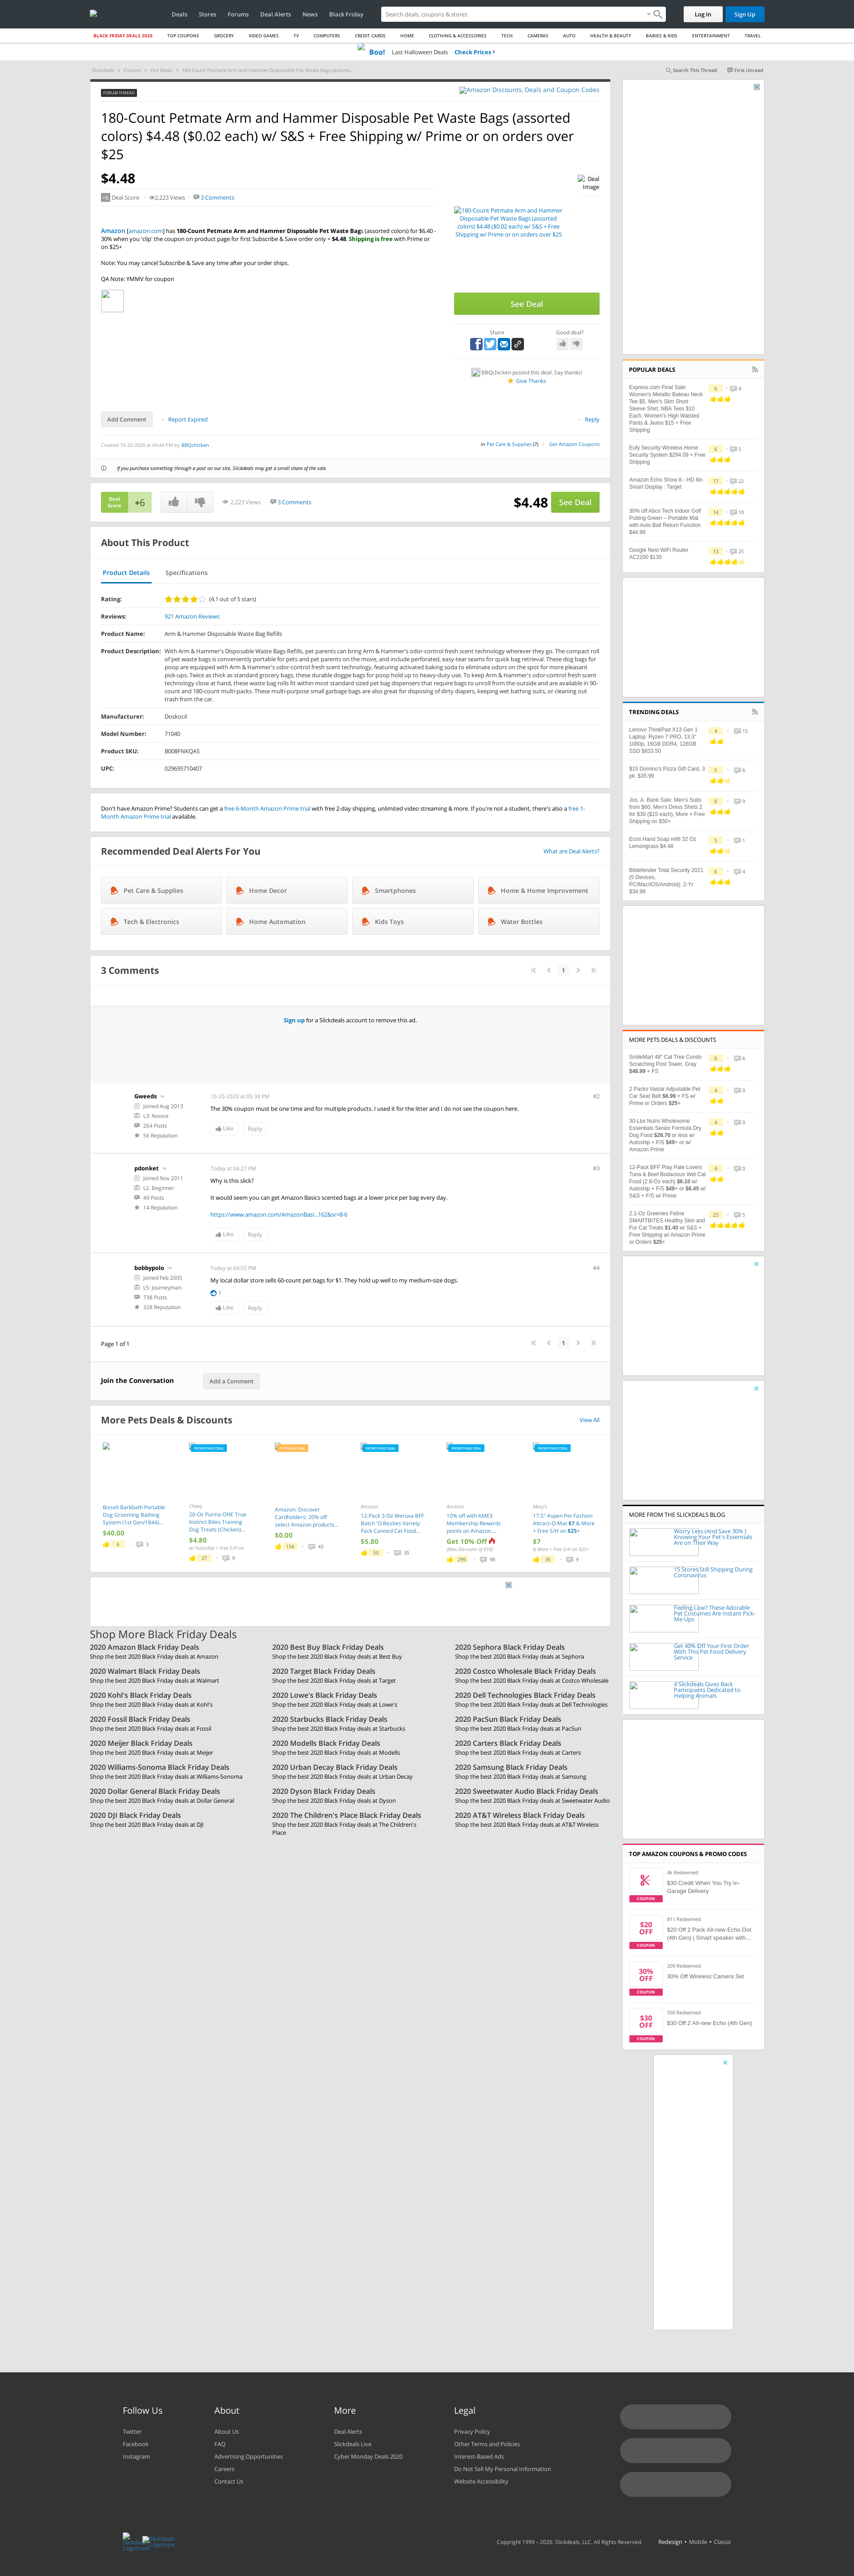 Deals Stores Forums Deal Alerts News Black Friday
Search deals, coupons & stores
Log In
Sign Up
BLACK FRIDAY DEALS 2020 TOP COUPONS GROCERY VIDEO GAMES TV COMPUTERS CREDIT CARDS HOME CLOTHING & ACCESSORIES TECH CAMERAS AUTO HEALTH & BEAUTY BABIES & KIDS ENTERTAINMENT TRAVEL
Boo! Last Halloween Deals Check Prices ›
Slickdeals › Forums › Hot Deals › 180-Count Petmate Arm and Hammer Disposable Pet Waste Bags (assorte...
Search This Thread
First Unread
FORUM THREAD
Amazon Discounts, Deals and Coupon Codes
180-Count Petmate Arm and Hammer Disposable Pet Waste Bags (assorted
colors) $4.48 ($0.02 each) w/ S&S + Free Shipping w/ Prime or on orders over
$25
$4.48
+6 Deal Score 2,223 Views 3 Comments
Deal
Image
180-Count Petmate Arm and Hammer
Disposable Pet Waste Bags (assorted
colors) $4.48 ($0.02 each) w/ S&S + Free
Shipping w/ Prime or on orders over $25
Amazon [amazon.com] has 180-Count Petmate Arm and Hammer Disposable Pet Waste Bags (assorted colors) for $6.40 -
30% when you 'clip' the coupon on product page for first Subscribe & Save order only = $4.48. Shipping is free with Prime or
on $25+
Note: You may cancel Subscribe & Save any time after your order ships.
QA Note: YMMV for coupon
See Deal
Share
Good deal?
BBQchicken posted this deal. Say thanks!
Give Thanks
Add Comment
Report Expired
Reply
Created 10-20-2020 at 04:44 PM by BBQchicken
in Pet Care & Supplies (7) Get Amazon Coupons
If you purchase something through a post on our site, Slickdeals may get a small share of the sale.
Deal
Score
+6
2,223 Views 3 Comments
$4.48
See Deal
About This Product
Product Details Specifications
Rating: (4.1 out of 5 stars)
Reviews: 921 Amazon Reviews
Product Name: Arm & Hammer Disposable Waste Bag Refills
Product Description: With Arm & Hammer's Disposable Waste Bags Refills, pet parents can bring Arm & Hammer's odor-control fresh scent technology wherever they go. The compact roll
of pet waste bags is conveniently portable for pets and pet parents on the move, and includes perforated, easy-tear seams for quick bag retrieval. These dog bags for
poop are equipped with Arm and Hammer's odor-control fresh scent technology, featuring activated baking soda to eliminate odors on the spot for more pleasant
pick-ups. Twice as thick as standard grocery bags, these durable doggie bags for poop hold up to heavy-duty use. To keep Arm & Hammer's odor-control fresh scent
technology close at hand, these waste bag rolls fit within most standard dispensers that require bags to unroll from the outside and are available in 90-
count and 180-count mulit-packs. These multi-purpose small garbage bags are also great for disposing of dirty diapers, keeping wet bathing suits, or cleaning out
trash from the car.
Manufacturer: Doskocil
Model Number: 71040
Product SKU: B008FNKQAS
UPC: 029695710407
Don't have Amazon Prime? Students can get a free 6-Month Amazon Prime trial with free 2-day shipping, unlimited video streaming & more. If you're not a student, there's also a free 1-
Month Amazon Prime trial available.
Recommended Deal Alerts For You
What are Deal Alerts?
Pet Care & Supplies
Home Decor
Smartphones
Home & Home Improvement
Tech & Electronics
Home Automation
Kids Toys
Water Bottles
3 Comments
1
Sign up for a Slickdeals account to remove this ad.
Gweeds
Joined Aug 2013
L3: Novice
264 Posts
56 Reputation
10-20-2020 at 05:34 PM
#2
The 30% coupon must be one time and for multiple products. I used it for the litter and I do not see the coupon here.
Like
Reply
pdonket
Joined Nov 2011
L2: Beginner
49 Posts
14 Reputation
Today at 04:27 PM
#3
Why is this slick?
It would seem you can get Amazon Basics scented bags at a lower price per bag every day.
https://www.amazon.com/AmazonBasi...162&sr=8-6
Like
Reply
bobbypolo
Joined Feb 2005
L5: Journeyman
738 Posts
328 Reputation
Today at 04:55 PM
#4
My local dollar store sells 60-count pet bags for $1. They hold up well to my medium-size dogs.
1
Like
Reply
Page 1 of 1
1
Join the Conversation
Add a Comment
More Pets Deals & Discounts
View All
Bissell Barkbath Portable
Dog Grooming Bathing
System (1st Gen/1844)...
$40.00
6 3
FRONTPAGE DEAL
Chewy
20-Oz Purina ONE True
Instinct Bites Training
Dog Treats (Chicken)...
$4.80
w/ Autoship + Free S/H on
27 6
POPULAR DEAL
Amazon: Discover
Cardholders: 20% off
select Amazon products...
$0.00
154 43
FRONTPAGE DEAL
Amazon
12-Pack 3-Oz Weruva BFF
Batch 'O Besties Variety
Pack Canned Cat Food...
$5.80
50 35
FRONTPAGE DEAL
Amazon
10% off with AMEX
Membership Rewards
points on Amazon....
Get 10% Off
(Max Discount of $10)
299 98
FRONTPAGE DEAL
Macy's
17.5" Aspen Pet Fashion
Attract-O-Mat $7 & More
+ Free S/H on $25+
$7
& More + Free S/H on $25+
35 9
Shop More Black Friday Deals
2020 Amazon Black Friday Deals
Shop the best 2020 Black Friday deals at Amazon
2020 Best Buy Black Friday Deals
Shop the best 2020 Black Friday deals at Best Buy
2020 Sephora Black Friday Deals
Shop the best 2020 Black Friday deals at Sephora
2020 Walmart Black Friday Deals
Shop the best 2020 Black Friday deals at Walmart
2020 Target Black Friday Deals
Shop the best 2020 Black Friday deals at Target
2020 Costco Wholesale Black Friday Deals
Shop the best 2020 Black Friday deals at Costco Wholesale
2020 Kohl's Black Friday Deals
Shop the best 2020 Black Friday deals at Kohl's
2020 Lowe's Black Friday Deals
Shop the best 2020 Black Friday deals at Lowe's
2020 Dell Technologies Black Friday Deals
Shop the best 2020 Black Friday deals at Dell Technologies
2020 Fossil Black Friday Deals
Shop the best 2020 Black Friday deals at Fossil
2020 Starbucks Black Friday Deals
Shop the best 2020 Black Friday deals at Starbucks
2020 PacSun Black Friday Deals
Shop the best 2020 Black Friday deals at PacSun
2020 Meijer Black Friday Deals
Shop the best 2020 Black Friday deals at Meijer
2020 Modells Black Friday Deals
Shop the best 2020 Black Friday deals at Modells
2020 Carters Black Friday Deals
Shop the best 2020 Black Friday deals at Carters
2020 Williams-Sonoma Black Friday Deals
Shop the best 2020 Black Friday deals at Williams-Sonoma
2020 Urban Decay Black Friday Deals
Shop the best 2020 Black Friday deals at Urban Decay
2020 Samsung Black Friday Deals
Shop the best 2020 Black Friday deals at Samsung
2020 Dollar General Black Friday Deals
Shop the best 2020 Black Friday deals at Dollar General
2020 Dyson Black Friday Deals
Shop the best 2020 Black Friday deals at Dyson
2020 Sweetwater Audio Black Friday Deals
Shop the best 2020 Black Friday deals at Sweetwater Audio
2020 DJI Black Friday Deals
Shop the best 2020 Black Friday deals at DJI
2020 The Children's Place Black Friday Deals
Shop the best 2020 Black Friday deals at The Children's
Place
2020 AT&T Wireless Black Friday Deals
Shop the best 2020 Black Friday deals at AT&T Wireless
POPULAR DEALS
Express.com Final Sale:
Women's Metallic Bateau Neck
Tee $5, Men's Slim Short
Sleeve Shirt, NBA Tees $10
Each, Women's High Waisted
Pants & Jeans $15 + Free
Shipping
6 4
Eufy Security Wireless Home
Security System $294.09 + Free
Shipping
6 5
Amazon Echo Show 8 - HD 8in
Smart Display : Target
17 22
30% off Abco Tech Indoor Golf
Putting Green – Portable Mat
with Auto Ball Return Function
$44.99
14 10
Google Nest WiFi Router
AC2200 $130
13 25
TRENDING DEALS
Lenovo ThinkPad X13 Gen 1
Laptop: Ryzen 7 PRO, 13.3"
1080p, 16GB DDR4, 128GB
SSD $833.50
4 15
$15 Domino's Pizza Gift Card, 3
pk. $35.99
5 6
Jos. A. Bank Sale: Men's Suits
from $60, Men's Dress Shirts 2
for $30 ($15 each), More + Free
Shipping on $50+
6 9
Ecos Hand Soap refill 32 Oz
Lemongrass $4.48
5 1
Bitdefender Total Security 2021
(5 Devices,
PC/Mac/iOS/Android): 2-Yr
$34.99
6 4
MORE PETS DEALS & DISCOUNTS
SmileMart 48" Cat Tree Condo
Scratching Post Tower, Gray
$48.99 + FS
6 6
2 Packs Vastar Adjustable Pet
Car Seat Belt $6.99 + FS w/
Prime or Orders $25+
4 0
30-Lbs Nutro Wholesome
Essentials Senior Formula Dry
Dog Food $26.70 or less w/
Autoship + F/S $49+ or w/
Amazon Prime
4 0
12-Pack BFF Play Pate Lovers
Tuna & Beef Bodacious Wet Cat
Food (2.8-Oz each) $6.10 w/
Autoship + F/S $49+ or $6.45 w/
S&S + F/S w/ Prime
4 0
2.1-Oz Greenies Feline
SMARTBITES Healthy Skin and
Fur Cat Treats $1.40 w/ S&S +
Free Shipping w/ Amazon Prime
or Orders $25+
23 5
MORE FROM THE SLICKDEALS BLOG
Worry Less (And Save 30% )
Knowing Your Pet's Essentials
Are on Their Way
15 Stores Still Shipping During
Coronavirus
Feeling Low? These Adorable
Pet Costumes Are Instant Pick-
Me-Ups
Get 40% Off Your First Order
With This Pet Food Delivery
Service
4 Slickdeals Gives Back
Participants Dedicated to
Helping Animals
TOP AMAZON COUPONS & PROMO CODES
COUPON
4k Redeemed
$30 Credit When You Try In-
Garage Delivery
$20
OFF
COUPON
811 Redeemed
$20 Off 2 Pack All-new Echo Dot
(4th Gen) | Smart speaker with...
30%
OFF
COUPON
209 Redeemed
30% Off Wireless Camera Set
$30
OFF
COUPON
550 Redeemed
$30 Off 2 All-new Echo (4th Gen)
Follow Us
Twitter
Facebook
Instagram
About
About Us
FAQ
Advertising Opportunities
Careers
Contact Us
More
Deal Alerts
Slickdeals Live
Cyber Monday Deals 2020
Legal
Privacy Policy
Other Terms and Policies
Interest-Based Ads
Do Not Sell My Personal Information
Website Accessibility
Slickdeals
Logotype
Copyright 1999 – 2020. Slickdeals, LLC. All Rights Reserved.
Redesign • Mobile • Classic